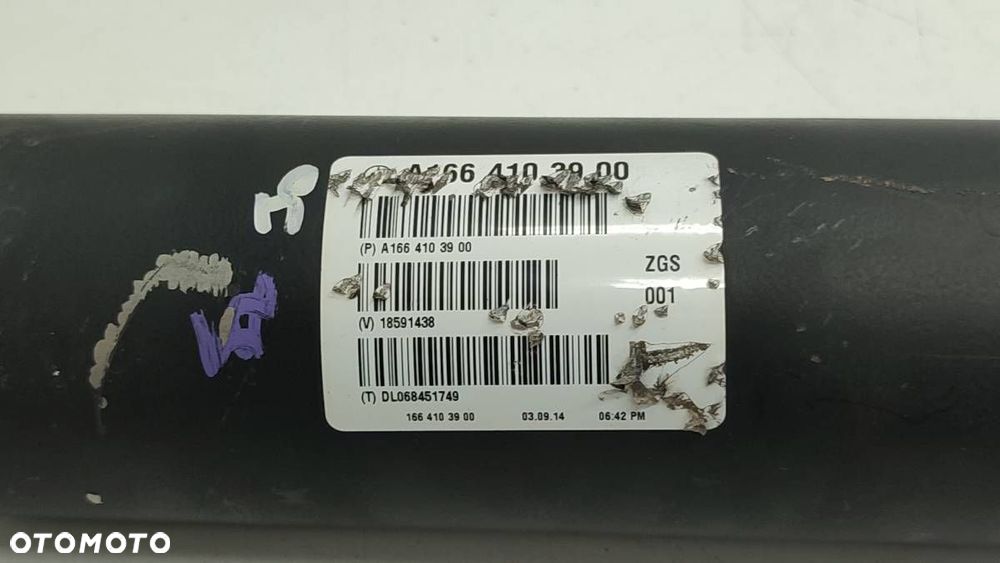 A166 410 39 00
(P) A166 410 39 00
ZGS
001
(V) 18591438
(T) DL068451749
166 410 39 00 03.09.14 06:42 PM
OTOMOTO